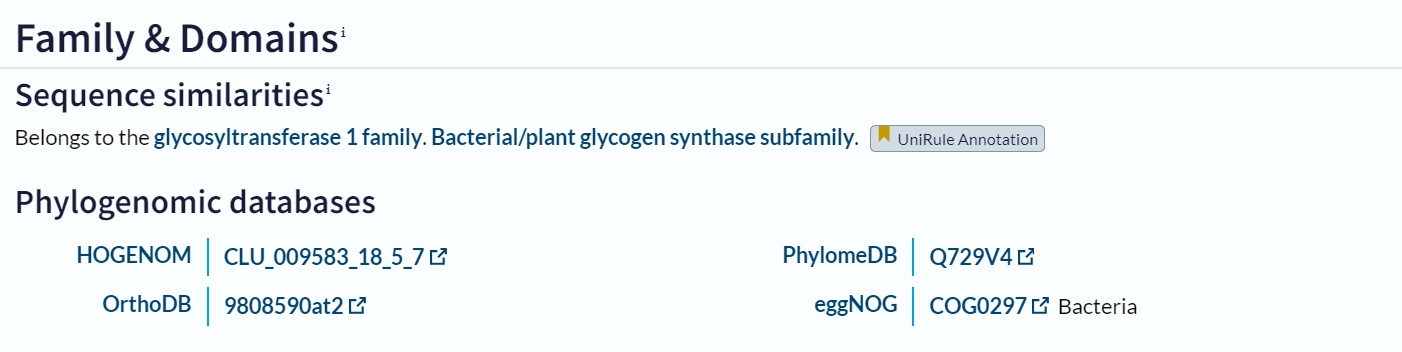 Family & Domains i
Sequence similarities i
Belongs to the glycosyltransferase 1 family. Bacterial/plant glycogen synthase subfamily. UniRule Annotation
Phylogenomic databases
HOGENOM CLU_009583_18_5_7 PhylomeDB Q729V4
OrthoDB 9808590at2 eggNOG COG0297 Bacteria